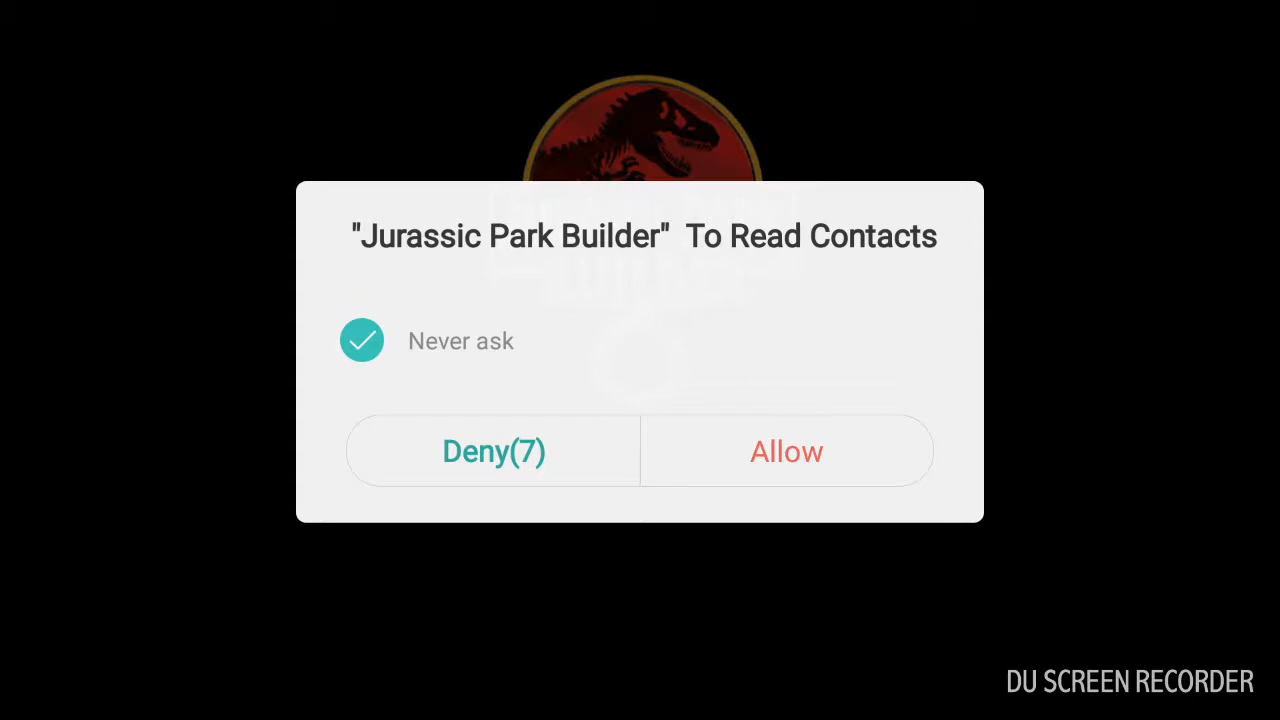 "Jurassic Park Builder"  To Read Contacts
Never ask
Deny(7)
Allow
DU SCREEN RECORDER